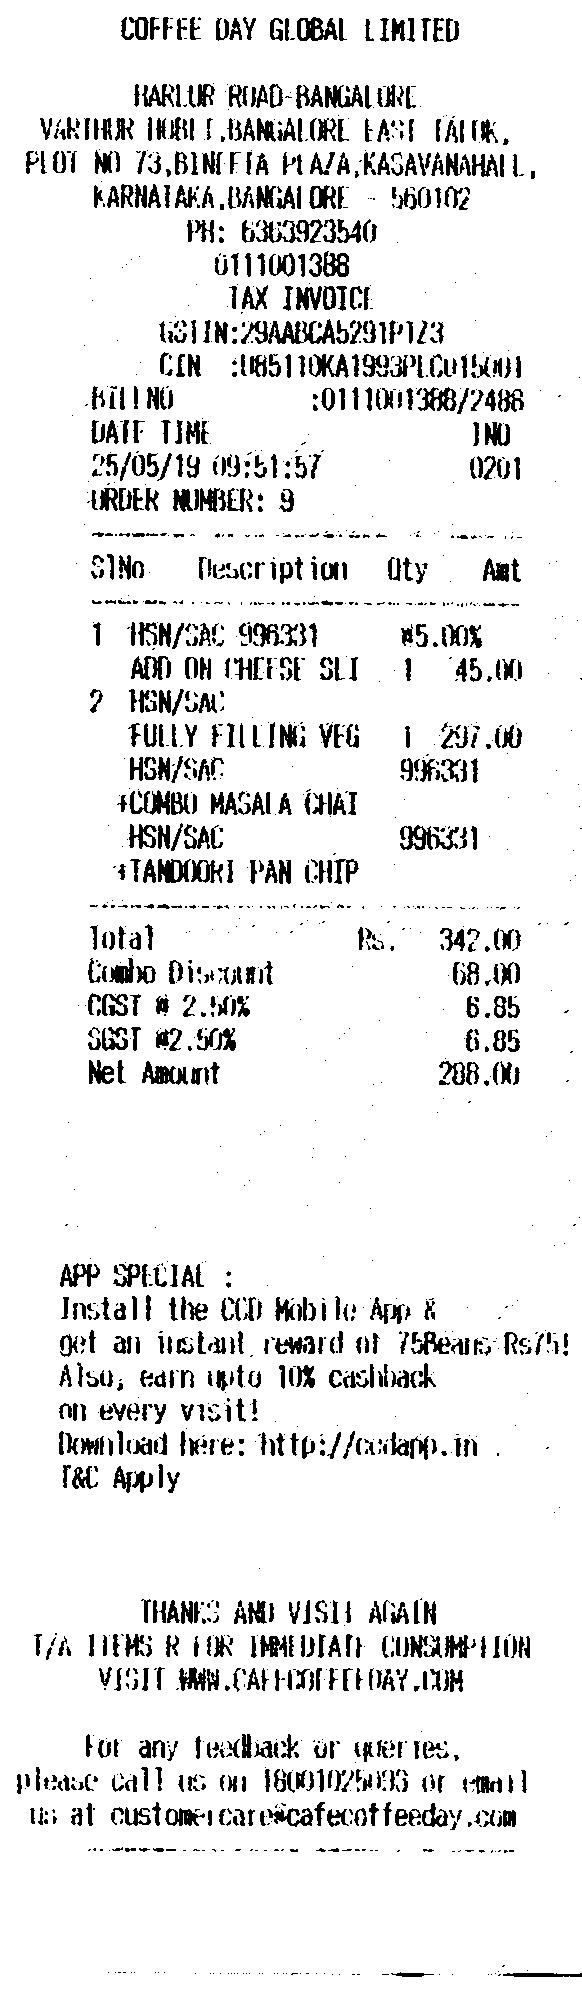 COFFEE DAY GLOBAL LIMITED
HARLUR ROAD-BANGALORE
VARTHUR HOBLI,BANGALORE EAST TALUK,
PLOT NO 73,BINEETA PLAZA,KASAVANAHALL,
KARNATAKA,BANGALORE - 560102
PH: 6363923540
0111001388
TAX INVOICE
GSTIN:29AABCA5291P1Z3
CIN :U85110KA1993PLC015001
BILLNO :0111001388/2486
DATE TIME TNO
25/05/19 09:51:57 0201
ORDER NUMBER: 9
SlNo Description Qty Amt
1 HSN/SAC 996331 @5.00%
ADD ON CHEESE SLI 1 45.00
2 HSN/SAC
FULLY FILLING VEG 1 297.00
HSN/SAC 996331
+COMBO MASALA CHAI
HSN/SAC 996331
+TANDOORI PAN CHIP
Total Rs. 342.00
Combo Discount 68.00
CGST @ 2.50% 6.85
SGST @2.50% 6.85
Net Amount 288.00
APP SPECIAL :
Install the CCD Mobile App &
get an instant reward of 75Beans Rs75!
Also, earn upto 10% cashback
on every visit!
Download here: http://ccdapp.in
T&C Apply
THANKS AND VISIT AGAIN
T/A ITEMS R FOR IMMEDIATE CONSUMPTION
VISIT WWW.CAFECOFFEEDAY.COM
For any feedback or queries,
please call us on 18001025093 or email
us at customercare@cafecoffeeday.com